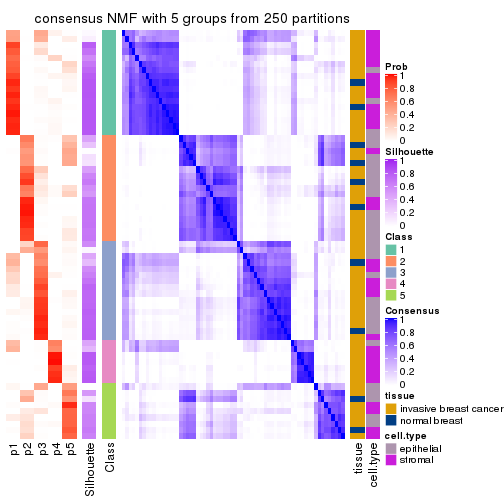 consensus NMF with 5 groups from 250 partitions
Prob
1
0.8
0.6
0.4
0.2
0
Silhouette
1
0.8
0.6
0.4
0.2
0
Class
1
2
3
4
5
Consensus
1
0.8
0.6
0.4
0.2
0
tissue
invasive breast cancer
normal breast
cell.type
epithelial
stromal
p1
p2
p3
p4
p5
Silhouette
Class
tissue
cell.type